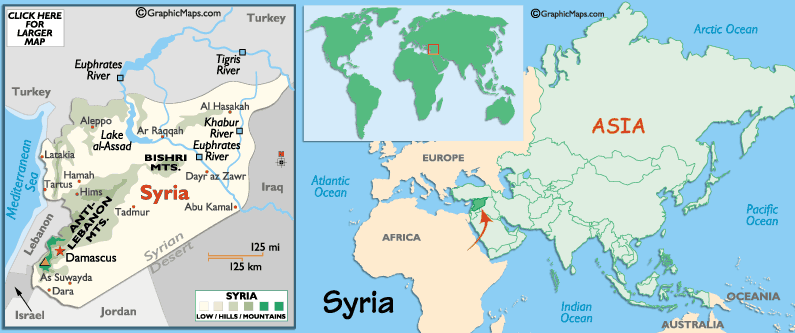 CLICK HERE
FOR
LARGER
MAP
©GraphicMaps.com
Turkey
Euphrates
River
Tigris
River
Turkey
Aleppo
Lake
al-Assad
Ar Raqqah
Al Hasakah
Khabur
River
Euphrates
River
Mediterranean
Sea
Latakia
BISHRI
MTS.
Hamah
Tartus
Hims
Dayr az Zawr
Syria
Iraq
ANTI-
LEBANON
MTS.
Tadmur
Abu Kamal
Lebanon
Damascus
Syrian
Desert
125 mi
125 km
As Suwayda
Dara
Israel
Jordan
SYRIA
LOW / HILLS / MOUNTAINS
©GraphicMaps.com
Arctic Ocean
ASIA
EUROPE
Atlantic
Ocean
Pacific
Ocean
AFRICA
Syria
Indian
Ocean
OCEANIA
AUSTRALIA